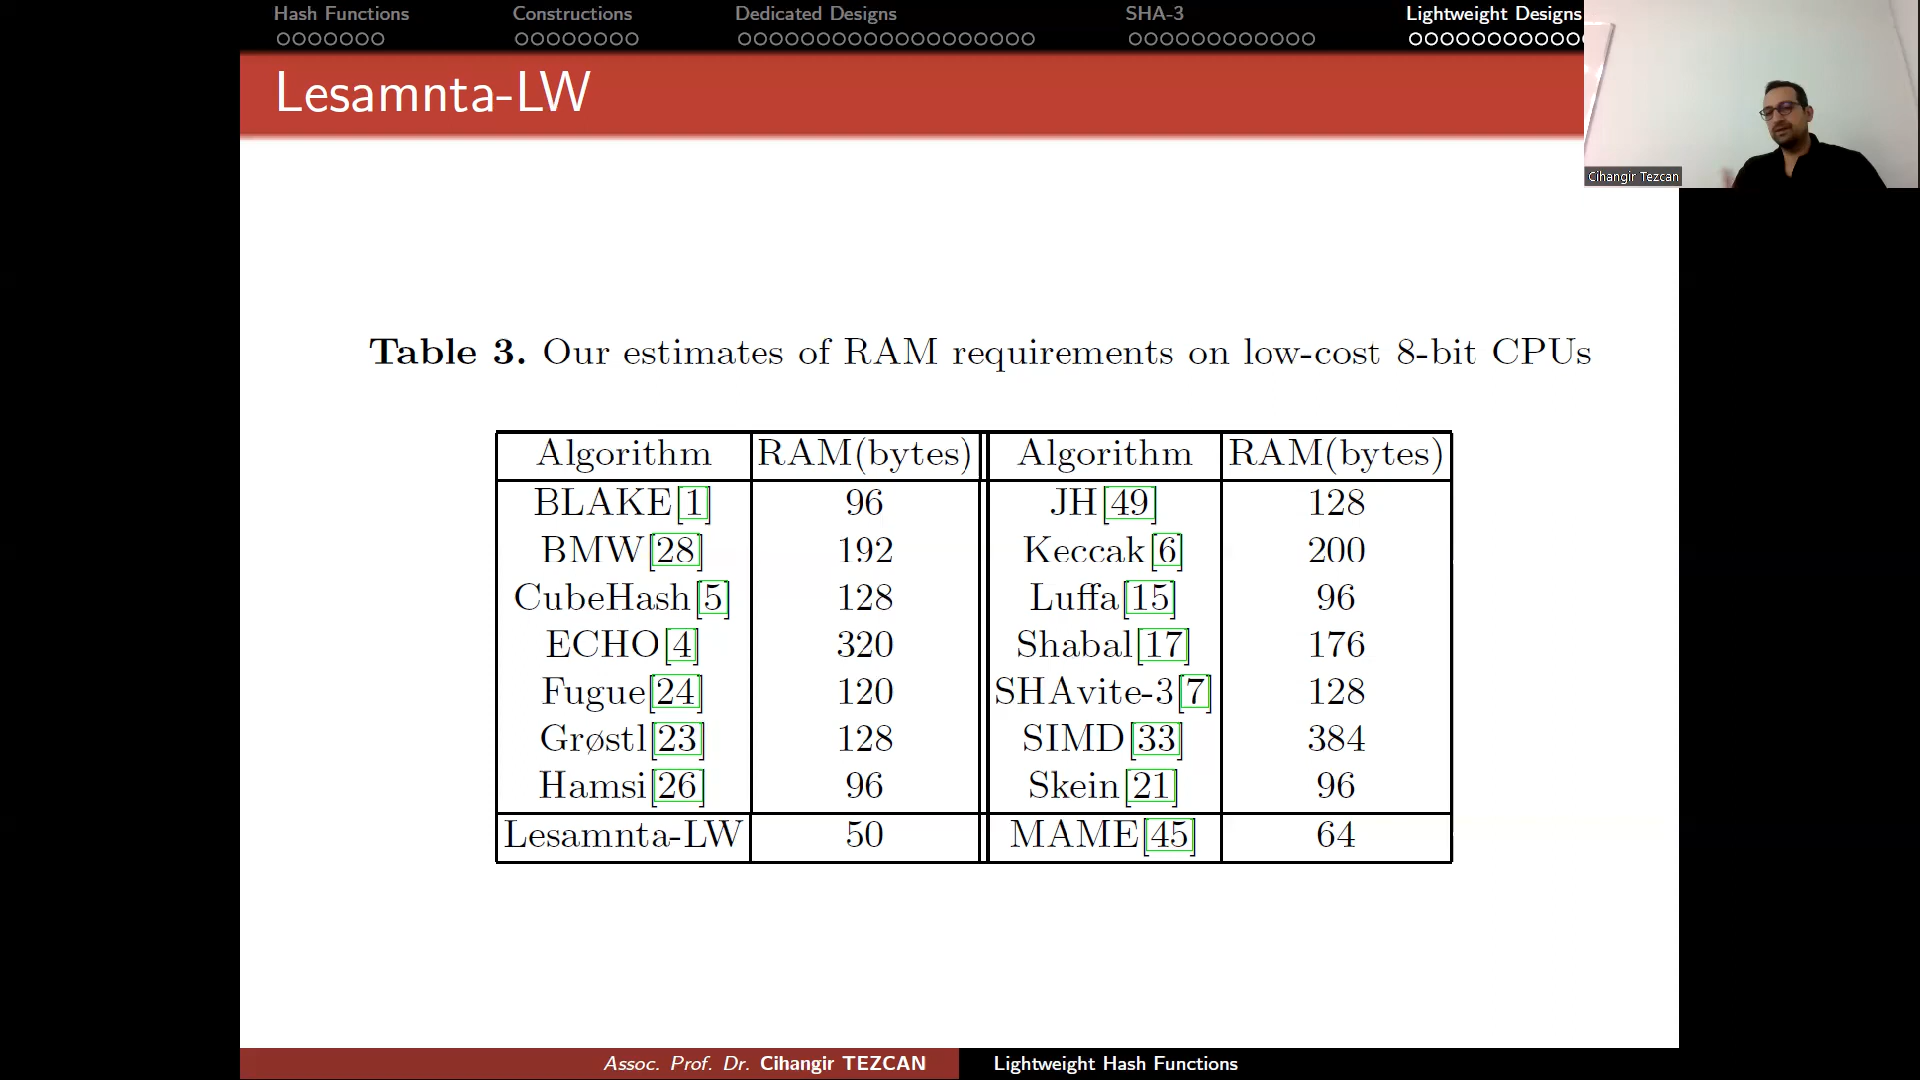 Hash Functions Constructions Dedicated Designs SHA-3 Lightweight Designs
Lesamnta-LW
Cihangir Tezcan
Table 3. Our estimates of RAM requirements on low-cost 8-bit CPUs
Algorithm RAM(bytes) Algorithm RAM(bytes)
BLAKE[1] 96 JH[49] 128
BMW[28] 192 Keccak[6] 200
CubeHash[5] 128 Luffa[15] 96
ECHO[4] 320 Shabal[17] 176
Fugue[24] 120 SHAvite-3[7] 128
Grøstl[23] 128 SIMD[33] 384
Hamsi[26] 96 Skein[21] 96
Lesamnta-LW 50 MAME[45] 64
Assoc. Prof. Dr. Cihangir TEZCAN Lightweight Hash Functions